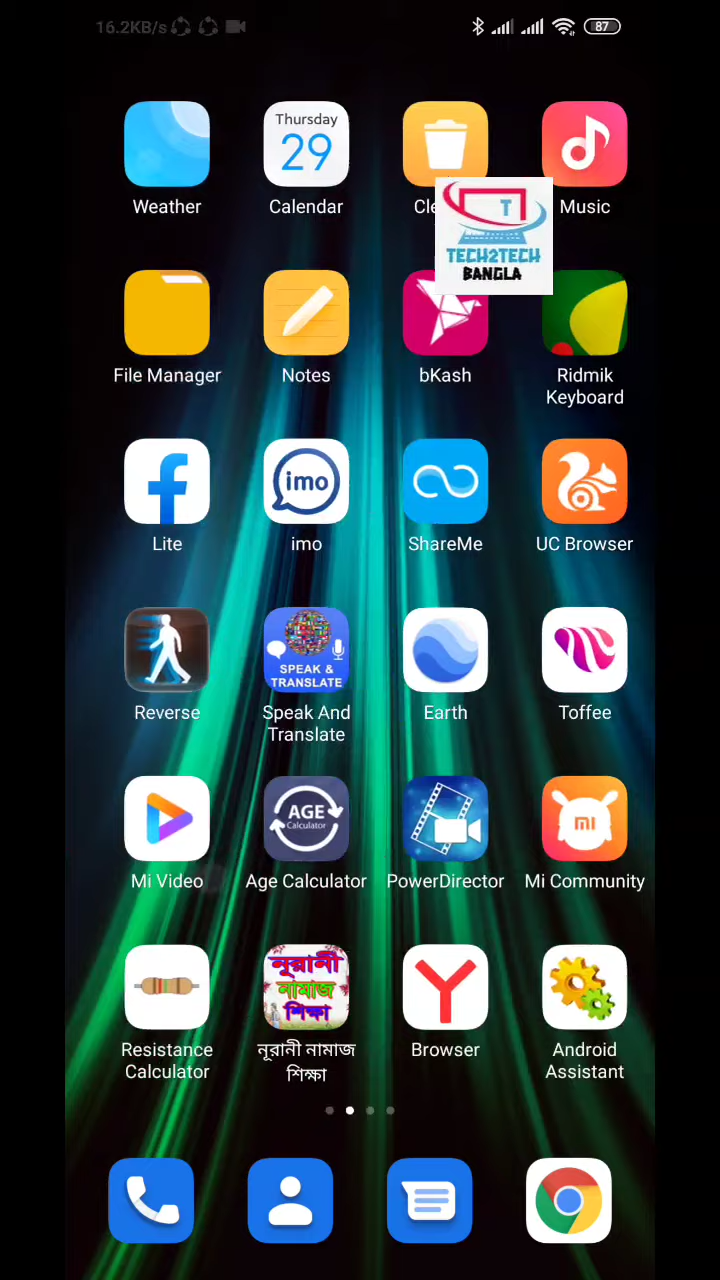 16.2KB/s
87
Thursday
29
Weather
Calendar
Music
T
TECH2TECH
BANGLA
File Manager
Notes
bKash
Ridmik
Keyboard
imo
Lite
imo
ShareMe
UC Browser
SPEAK &
TRANSLATE
Reverse
Speak And
Translate
Earth
Toffee
AGE
Calculator
mi
Mi Video
Age Calculator
PowerDirector
Mi Community
নূরানী
নামাজ
শিক্ষা
Resistance
Calculator
নূরানী নামাজ
শিক্ষা
Browser
Android
Assistant